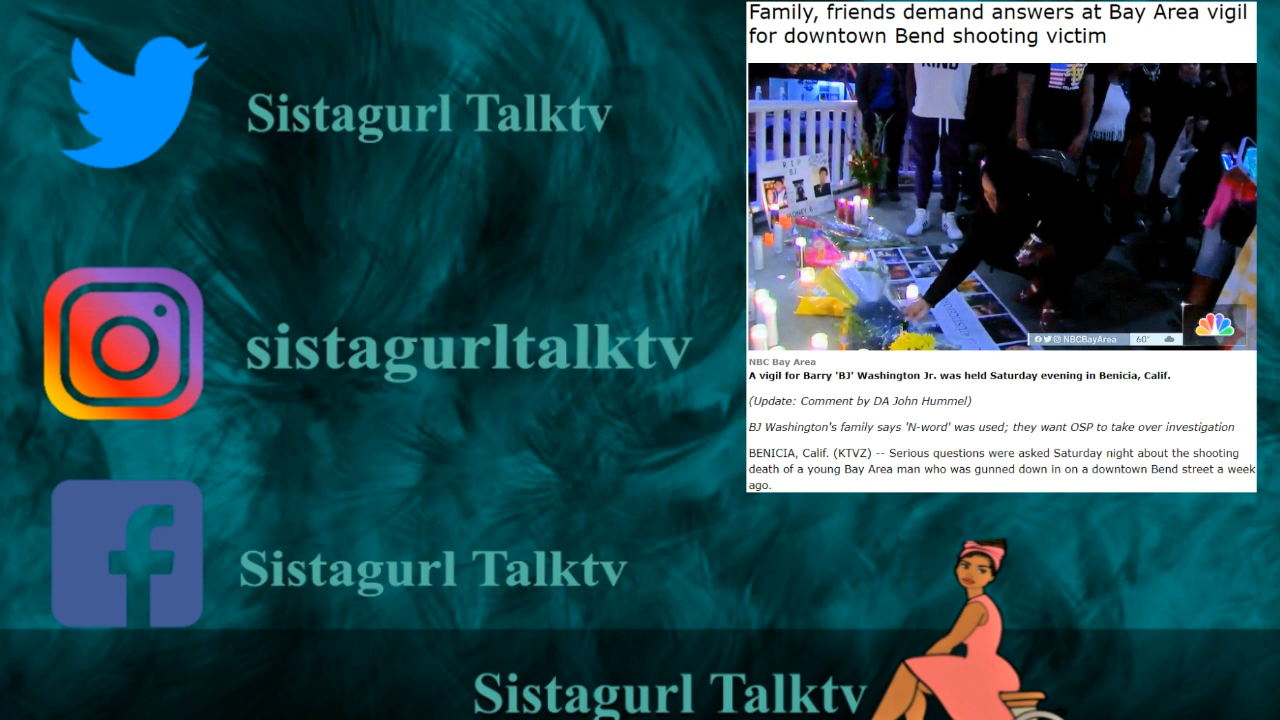 Family, friends demand answers at Bay Area vigil
for downtown Bend shooting victim
Sistagurl Talktv
sistagurltalktv
Sistagurl Talktv
Sistagurl Talktv
KIND
RIP
BJ
NBCBayArea 60°
NBC Bay Area
A vigil for Barry 'BJ' Washington Jr. was held Saturday evening in Benicia, Calif.
(Update: Comment by DA John Hummel)
BJ Washington's family says 'N-word' was used; they want OSP to take over investigation
BENICIA, Calif. (KTVZ) -- Serious questions were asked Saturday night about the shooting
death of a young Bay Area man who was gunned down in on a downtown Bend street a week
ago.